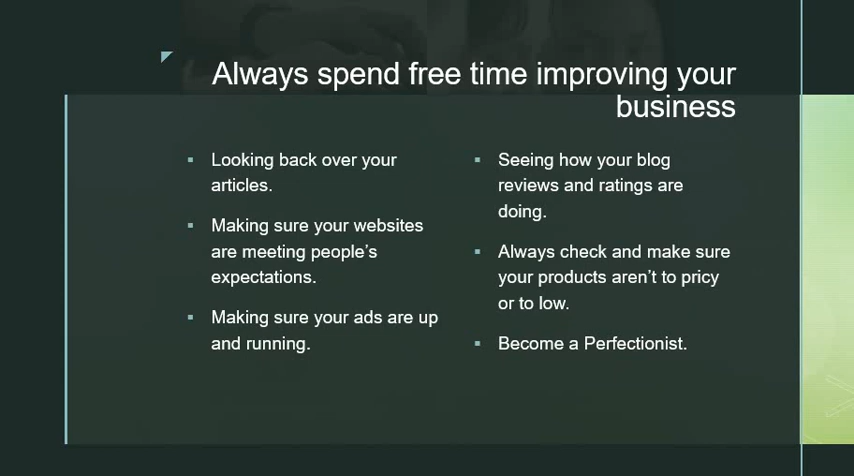 Always spend free time improving your
business
Looking back over your
articles.
Making sure your websites
are meeting people's
expectations.
Making sure your ads are up
and running.
Seeing how your blog
reviews and ratings are
doing.
Always check and make sure
your products aren't to pricy
or to low.
Become a Perfectionist.